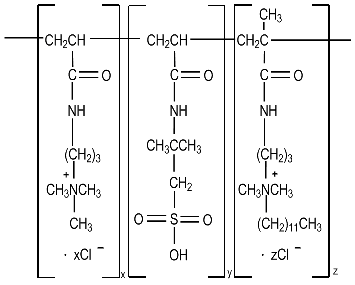 CH₃
CH₂CH CH₂CH CH₂C
C=O C=O C=O
NH NH NH
(CH₂)₃ CH₃CCH₃ (CH₂)₃
+ +
CH₃NCH₃ CH₂ CH₃NCH₃
CH₃ O=S=O (CH₂)₁₁CH₃
· xCl⁻ OH · zCl⁻
x y z